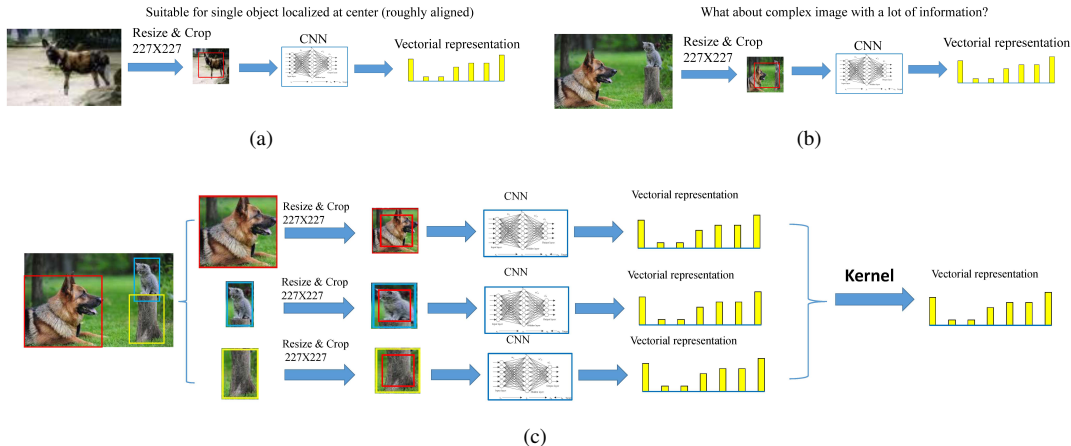 Suitable for single object localized at center (roughly aligned)
Resize & Crop
227X227
CNN
Vectorial representation
(a)
What about complex image with a lot of information?
Resize & Crop
227X227
CNN
Vectorial representation
(b)
Resize & Crop
227X227
CNN
Vectorial representation
Resize & Crop
227X227
CNN
Vectorial representation
Resize & Crop
227X227
CNN
Vectorial representation
Kernel
Vectorial representation
(c)